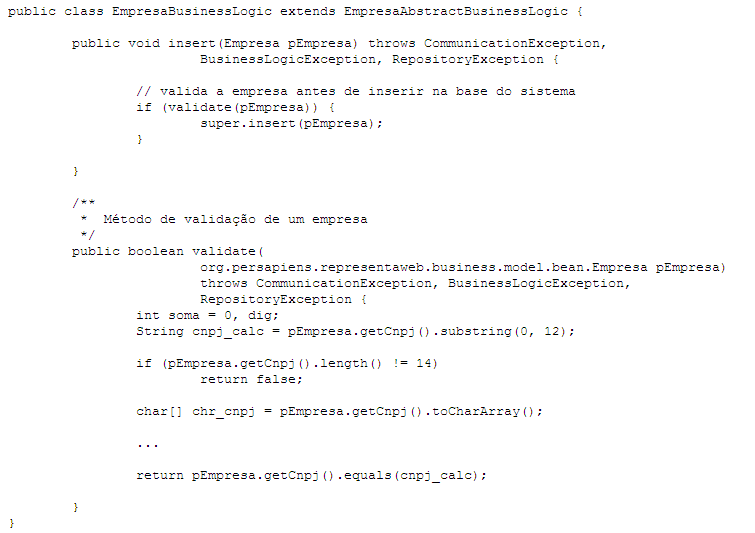 public class EmpresaBusinessLogic extends EmpresaAbstractBusinessLogic {
public void insert(Empresa pEmpresa) throws CommunicationException,
BusinessLogicException, RepositoryException {
// valida a empresa antes de inserir na base do sistema
if (validate(pEmpresa)) {
super.insert(pEmpresa);
}
}
/**
* Método de validação de um empresa
*/
public boolean validate(
org.persapiens.representaweb.business.model.bean.Empresa pEmpresa)
throws CommunicationException, BusinessLogicException,
RepositoryException {
int soma = 0, dig;
String cnpj_calc = pEmpresa.getCnpj().substring(0, 12);
if (pEmpresa.getCnpj().length() != 14)
return false;
char[] chr_cnpj = pEmpresa.getCnpj().toCharArray();
...
return pEmpresa.getCnpj().equals(cnpj_calc);
}
}